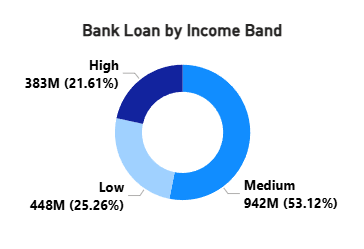 Bank Loan by Income Band
High
383M (21.61%)
Low
448M (25.26%)
Medium
942M (53.12%)